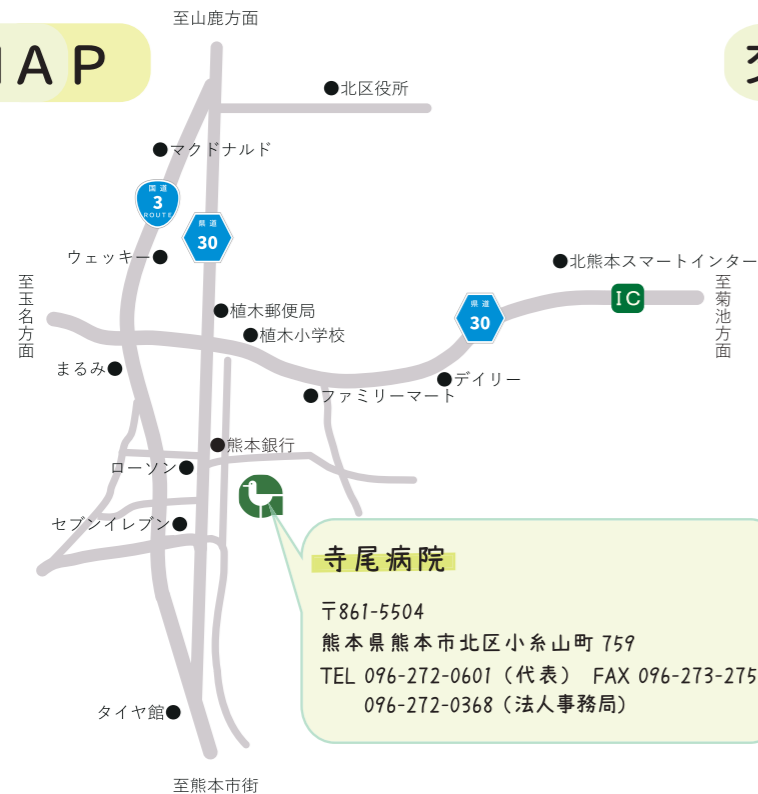 至山鹿方面
MAP
北区役所
マクドナルド
国道
3
ROUTE
県道
30
ウェッキー
北熊本スマートインター
至玉名方面
植木郵便局
IC
至菊池方面
県道
30
植木小学校
まるみ
デイリー
ファミリーマート
熊本銀行
ローソン
セブンイレブン
寺尾病院
〒861-5504
熊本県熊本市北区小糸山町 759
TEL 096-272-0601(代表) FAX 096-273-275
096-272-0368(法人事務局)
タイヤ館
至熊本市街